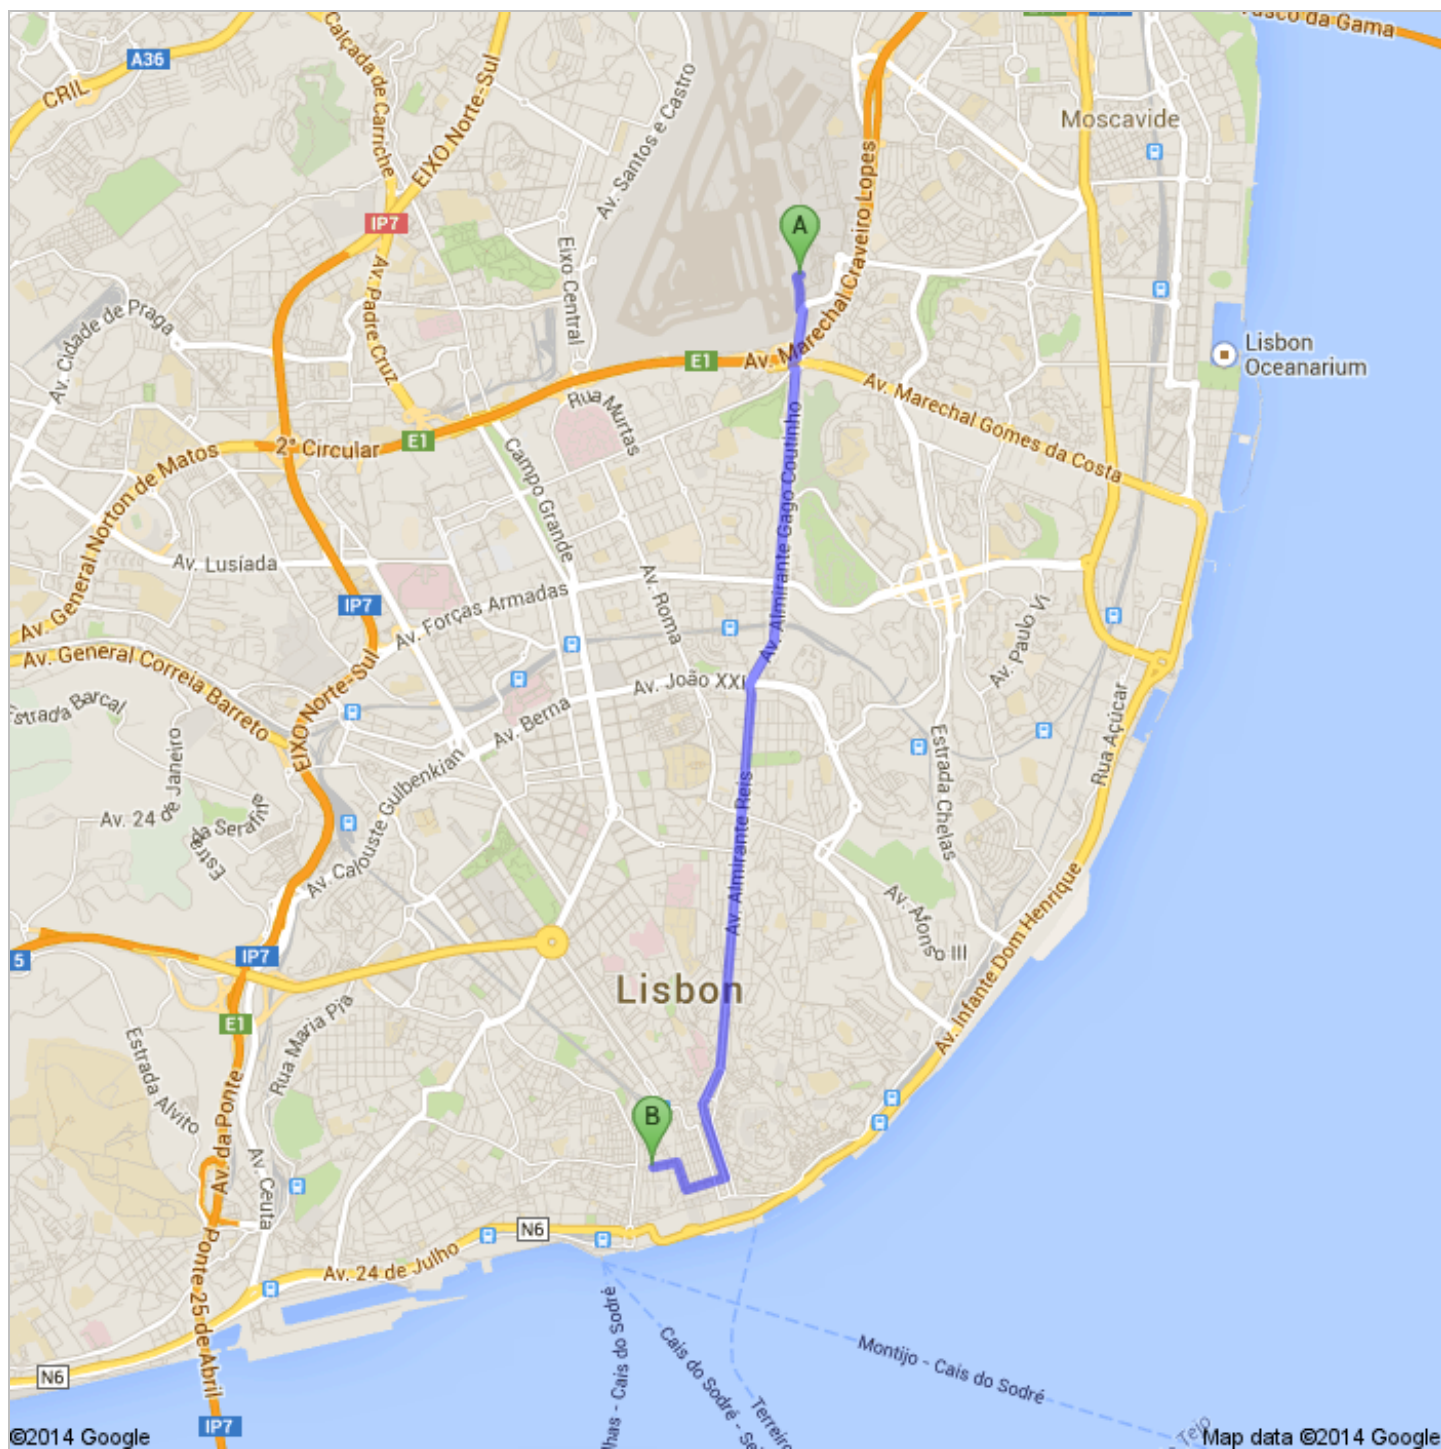 Vasco da Gama
A36
CRIL
Calçada de Carriche
EIXO Norte-Sul
Av. Santos e Castro
Moscavide
IP7
A
Eixo Central
Av. Marechal Craveiro Lopes
Av. Cidade de Praga
Av. Padre Cruz
E1
Lisbon
Oceanarium
Av. Marechal Gomes da Costa
Rua Murtas
2ª Circular
E1
Campo Grande
Av. General Norton de Matos
Av. Almirante Gago Coutinho
Av. Lusíada
IP7
Av. Forças Armadas
Av. Roma
Av. Paulo VI
Av. General Correia Barreto
EIXO Norte-Sul
Av. João XXI
Estrada Barcal
Av. Berna
Rua Açúcar
Av. 24 de Janeiro
Estrada da Serafina
Av. Calouste Gulbenkian
Av. Almirante Reis
Estrada Chelas
Av. Afonso III
Av. Infante Dom Henrique
5
IP7
Lisbon
E1
Rua Maria Pia
Estrada Alvito
Av. da Ponte
B
Av. Ceuta
N6
Av. 24 de Julho
Ponte 25 de Abril
N6
IP7
lhas - Cais do Sodré
Cais do Sodré - Sei
Terreiro
Montijo - Cais do Sodré
Tejo
©2014 Google
Map data ©2014 Google